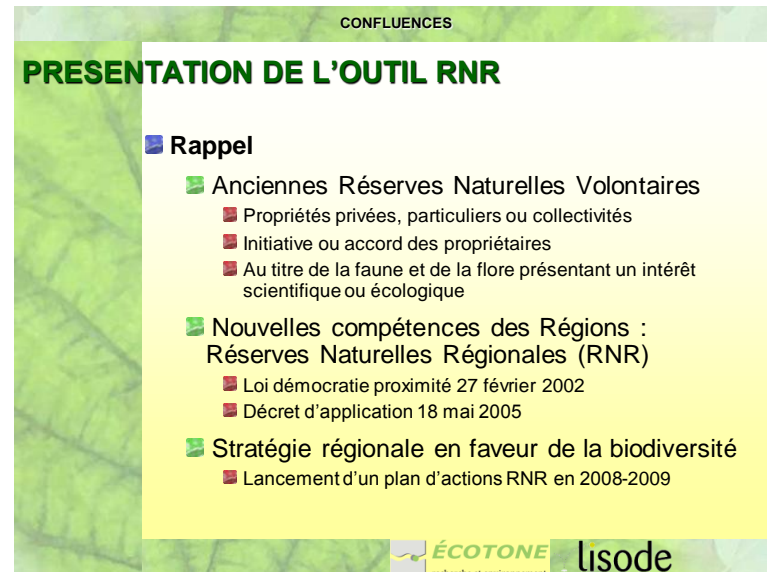 CONFLUENCES
PRESENTATION DE L'OUTIL RNR
Rappel
Anciennes Réserves Naturelles Volontaires
Propriétés privées, particuliers ou collectivités
Initiative ou accord des propriétaires
Au titre de la faune et de la flore présentant un intérêt
scientifique ou écologique
Nouvelles compétences des Régions :
Réserves Naturelles Régionales (RNR)
Loi démocratie proximité 27 février 2002
Décret d'application 18 mai 2005
Stratégie régionale en faveur de la biodiversité
Lancement d'un plan d'actions RNR en 2008-2009
ÉCOTONE
lisode